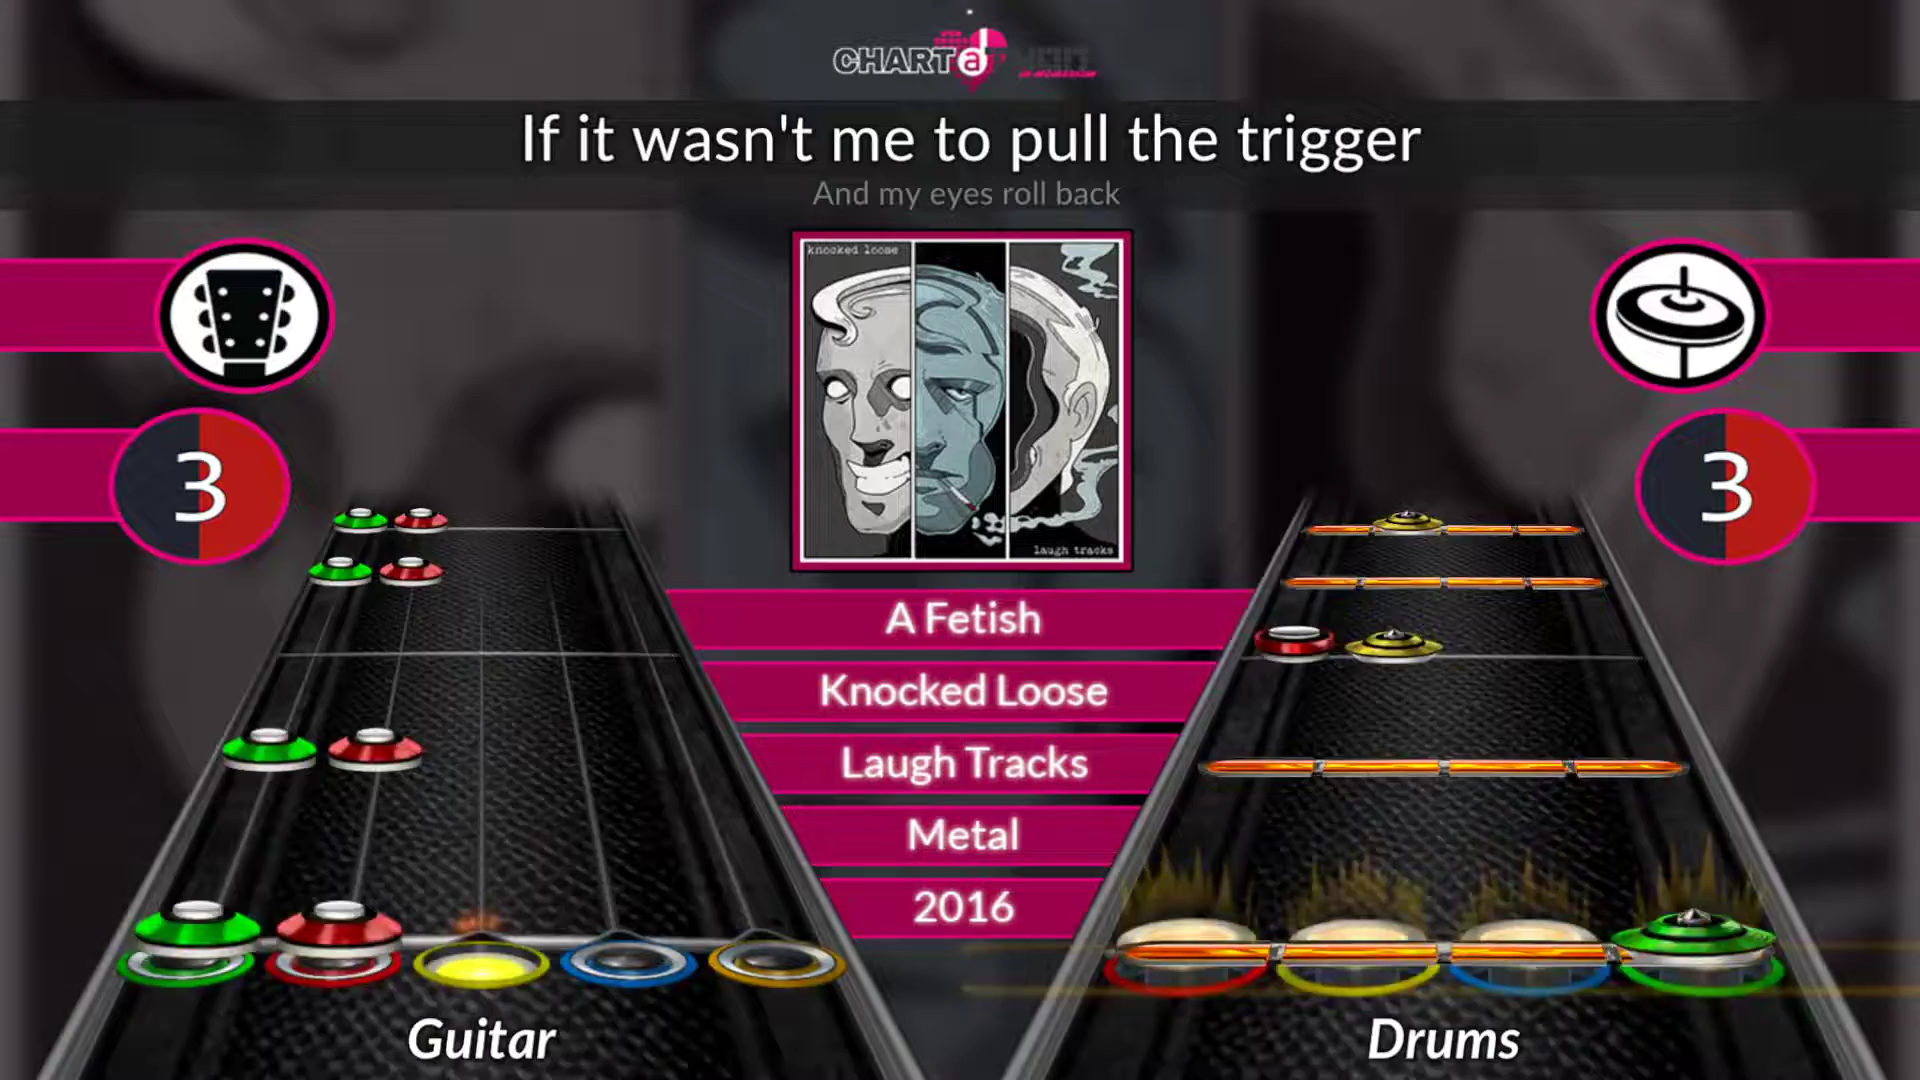 CHART a
If it wasn't me to pull the trigger
And my eyes roll back
knocked loose
laugh tracks
3
3
A Fetish
Knocked Loose
Laugh Tracks
Metal
2016
Guitar
Drums